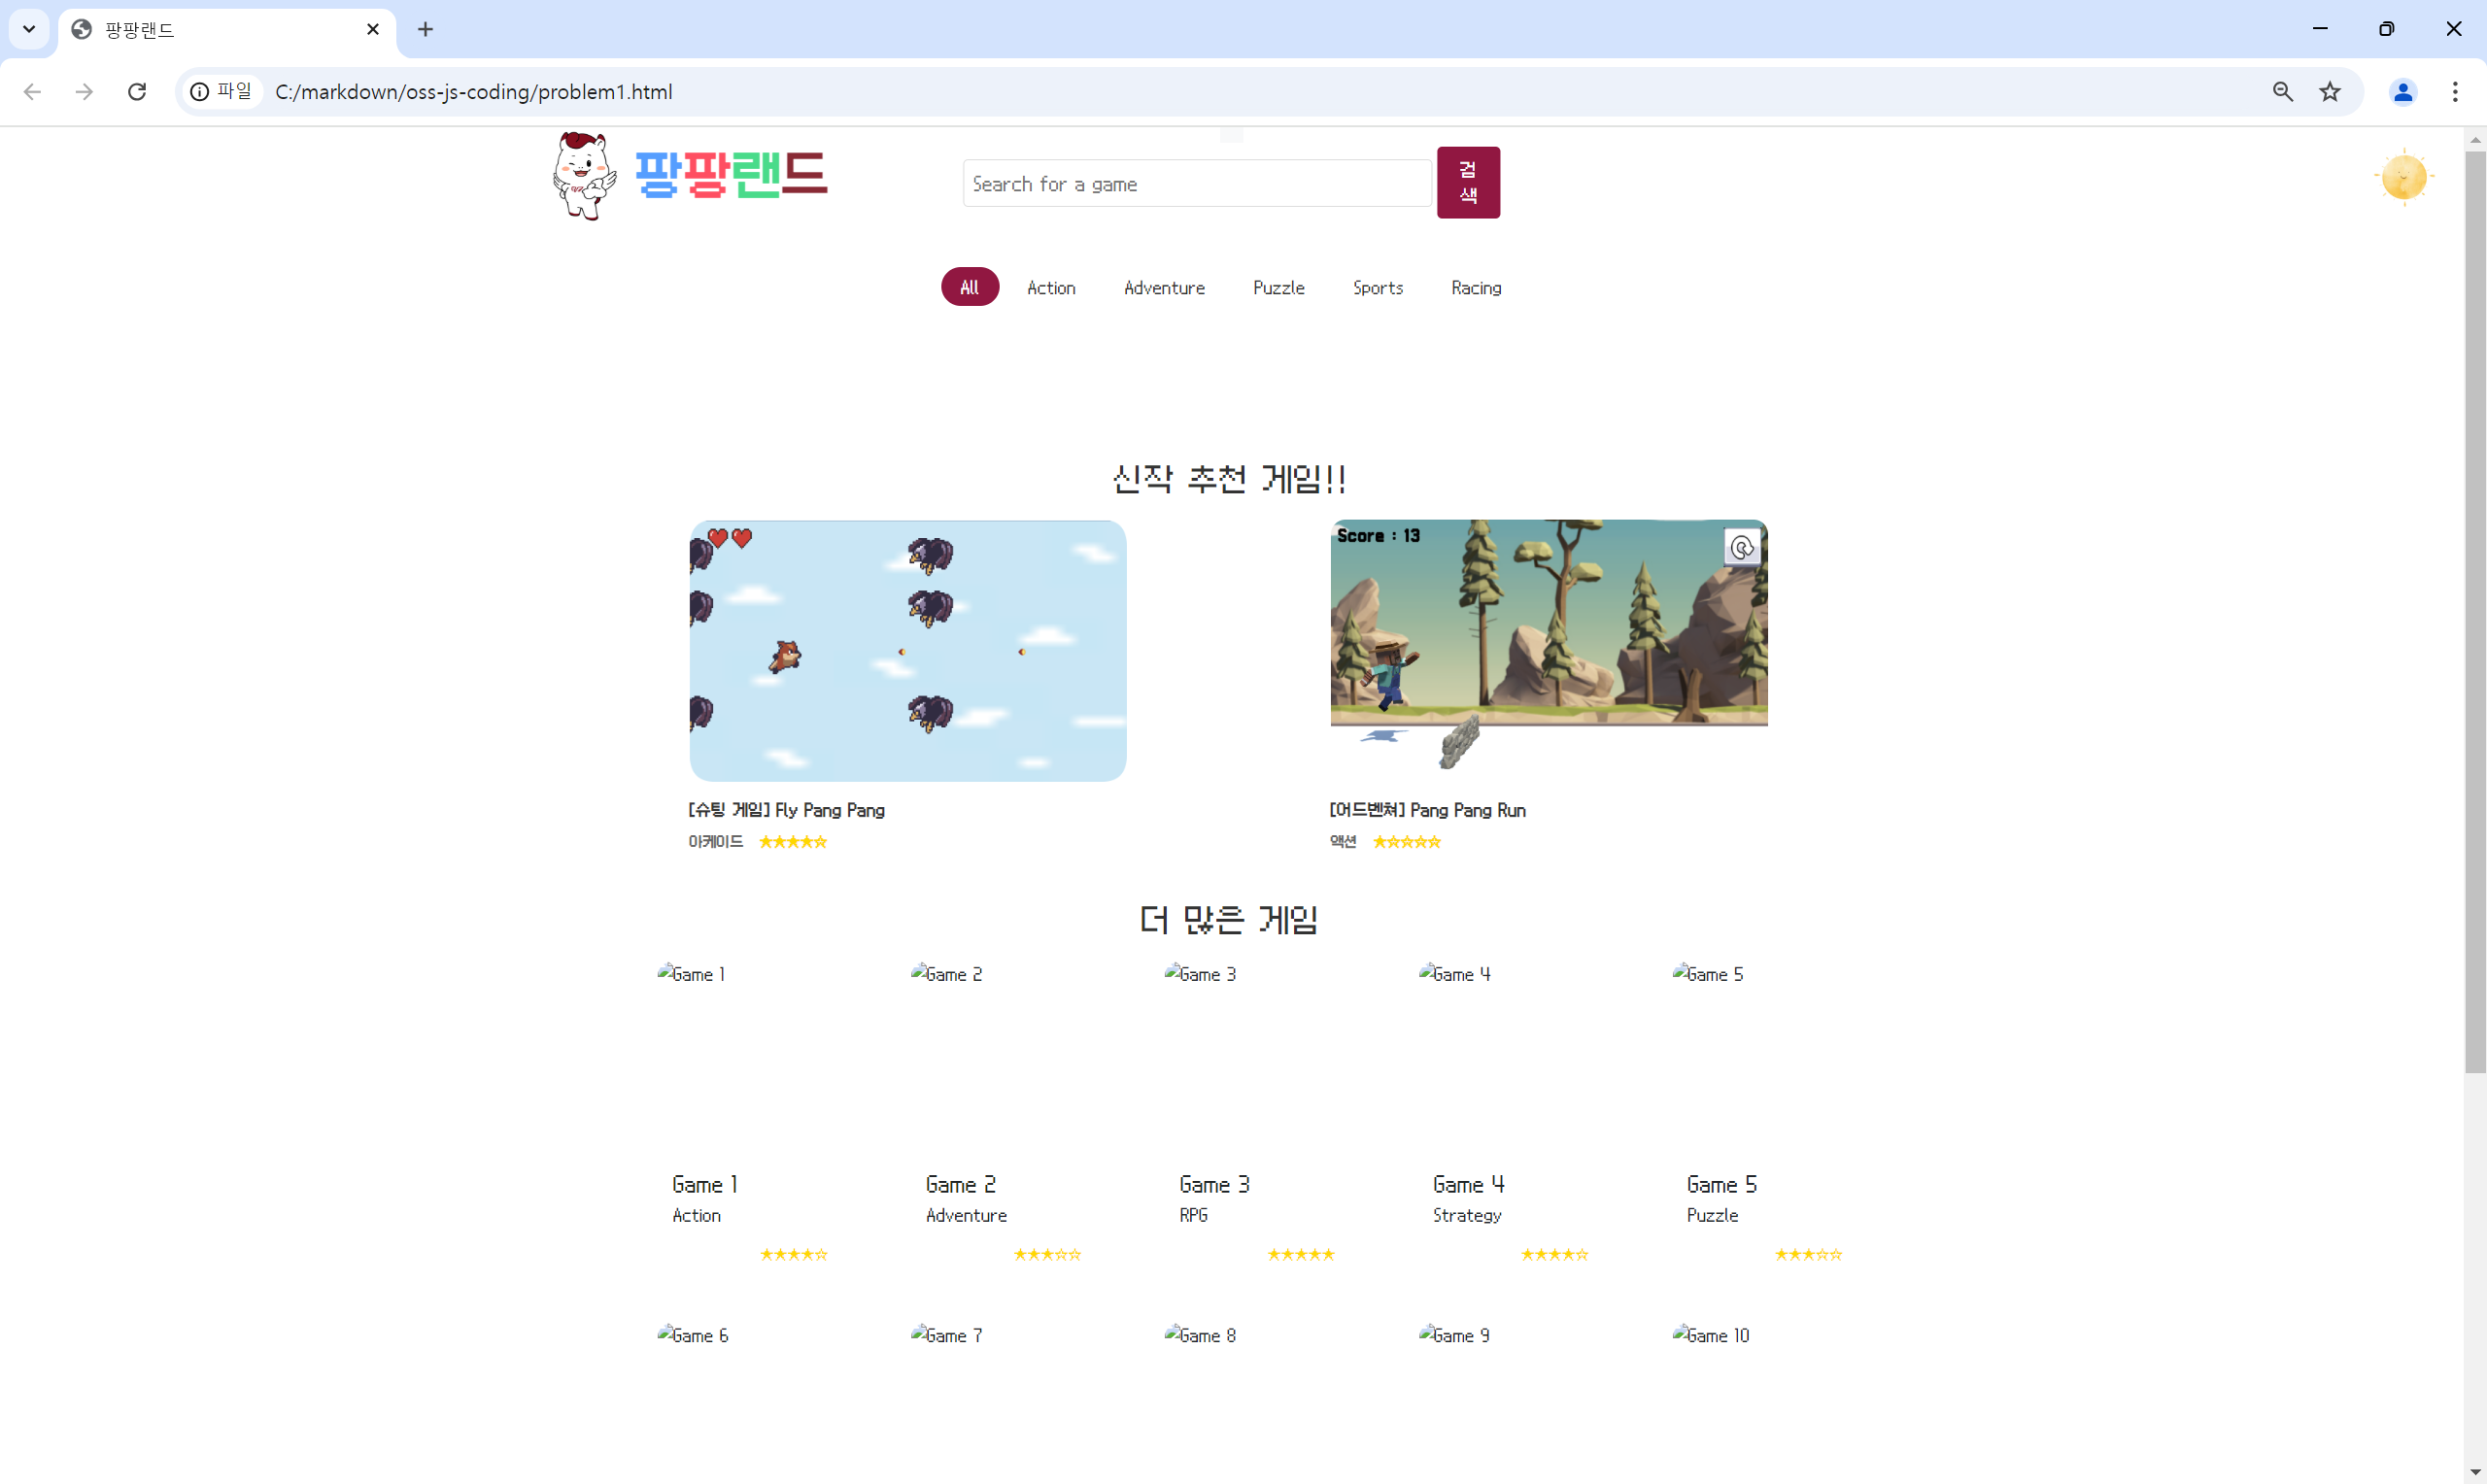 팡팡랜드
파일 C:/markdown/oss-js-coding/problem1.html
팡팡랜드
Search for a game
검
색
All Action Adventure Puzzle Sports Racing
신작 추천 게임!!
Score : 13
[슈팅 게임] Fly Pang Pang
아케이드 ★★★★☆
[어드벤쳐] Pang Pang Run
액션 ★☆☆☆☆
더 많은 게임
Game 1 Game 2 Game 3 Game 4 Game 5
Game 1 Game 2 Game 3 Game 4 Game 5
Action Adventure RPG Strategy Puzzle
★★★★☆ ★★★☆☆ ★★★★★ ★★★★☆ ★★★☆☆
Game 6 Game 7 Game 8 Game 9 Game 10